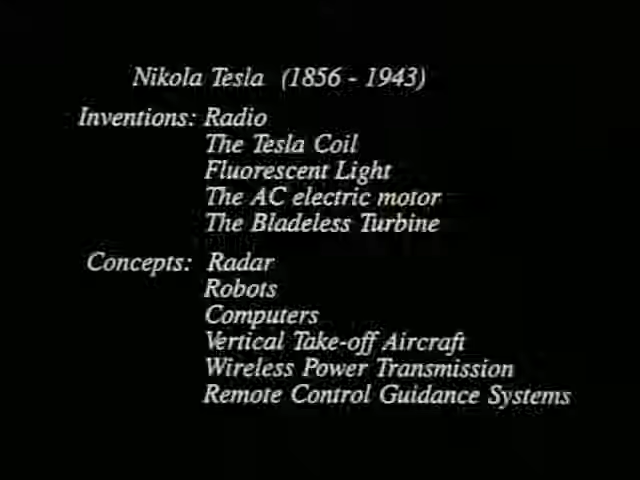 Nikola Tesla (1856 - 1943)
Inventions: Radio
The Tesla Coil
Fluorescent Light
The AC electric motor
The Bladeless Turbine
Concepts: Radar
Robots
Computers
Vertical Take-off Aircraft
Wireless Power Transmission
Remote Control Guidance Systems